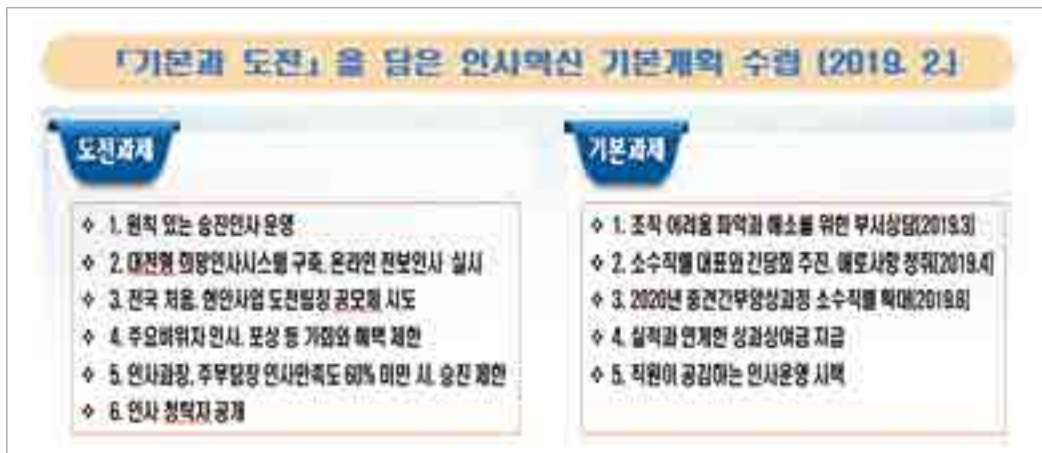 「기본과 도전」을 담은 인사혁신 기본계획 수립 (2019. 2.)
도전과제
❖ 1. 원칙 있는 승진인사 운영
❖ 2. 대전형 희망인사시스템 구축, 온라인 전보인사 실시
❖ 3. 전국 처음, 현안사업 도전팀장 공모제 시도
❖ 4. 주요비위자 인사, 포상 등 기회와 혜택 제한
❖ 5. 인사과장, 주무팀장 인사만족도 60% 미만 시, 승진 제한
❖ 6. 인사 청탁자 공개
기본과제
❖ 1. 조직 어려움 파악과 해소를 위한 부서상담(2019.3)
❖ 2. 소수직렬 대표와 간담회 추진, 애로사항 청취(2019.4)
❖ 3. 2020년 중견간부양성과정 소수직렬 확대(2019.8)
❖ 4. 실적과 연계한 성과상여금 지급
❖ 5. 직원이 공감하는 인사운영 시책